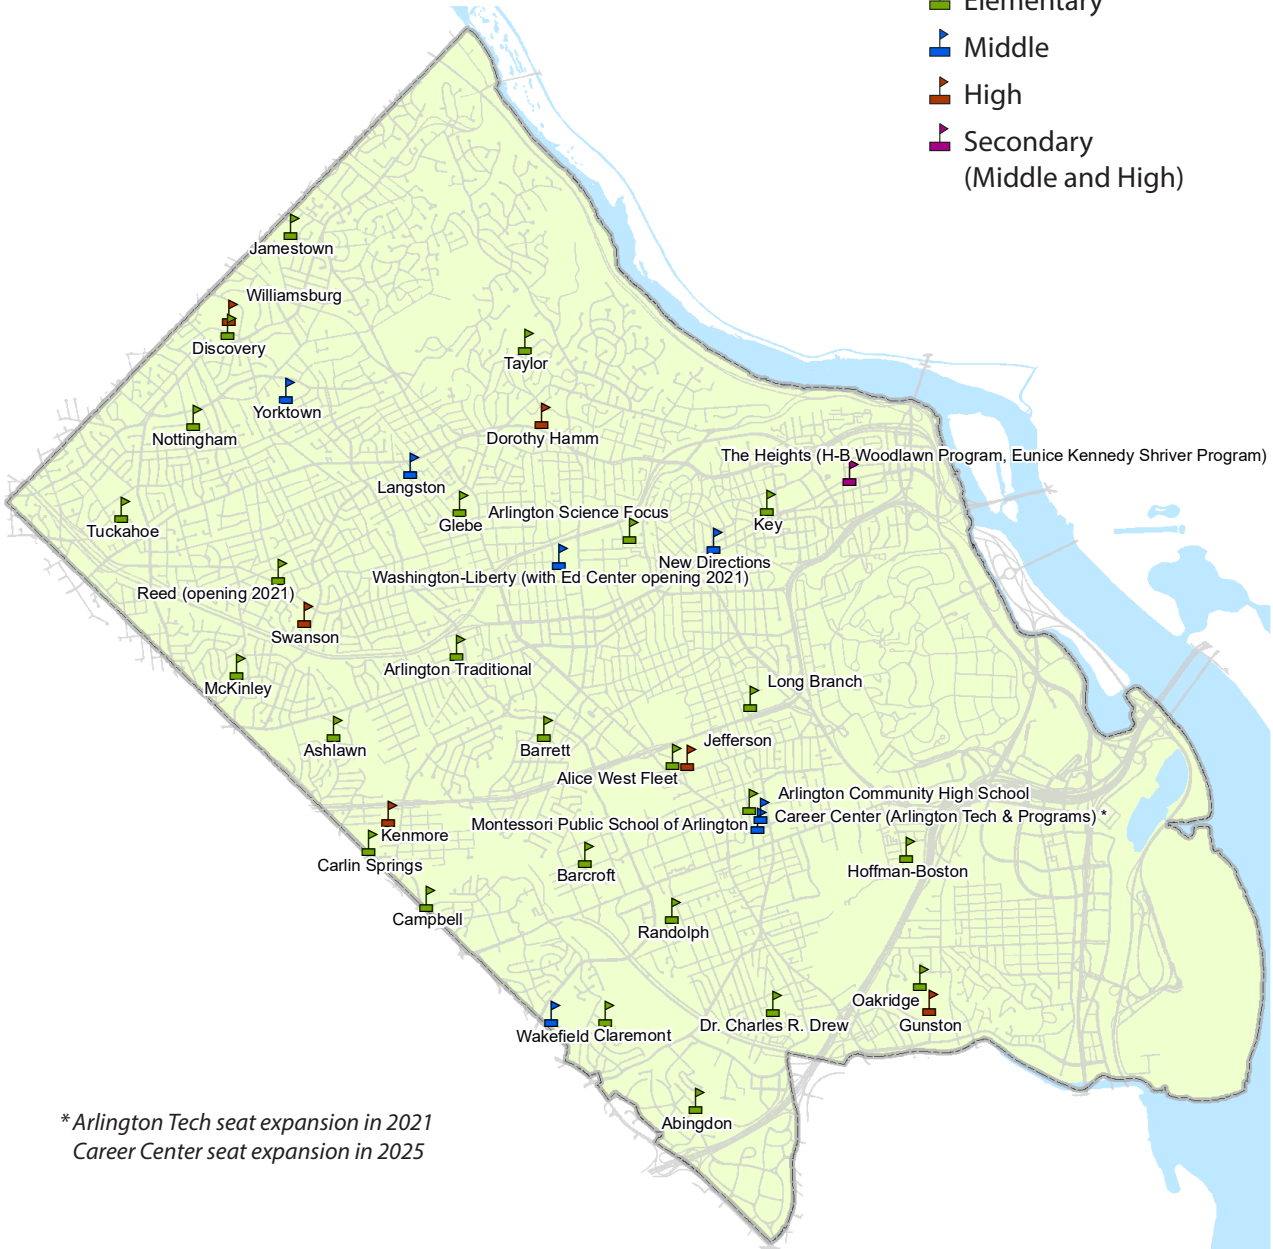 Elementary
Middle
High
Secondary
(Middle and High)
Jamestown
Williamsburg
Discovery
Taylor
Yorktown
Nottingham
Dorothy Hamm
The Heights (H-B Woodlawn Program, Eunice Kennedy Shriver Program)
Langston
Glebe
Arlington Science Focus
Key
Tuckahoe
New Directions
Washington-Liberty (with Ed Center opening 2021)
Reed (opening 2021)
Swanson
Arlington Traditional
McKinley
Long Branch
Ashlawn
Barrett
Jefferson
Alice West Fleet
Arlington Community High School
Career Center (Arlington Tech & Programs) *
Montessori Public School of Arlington
Kenmore
Carlin Springs
Barcroft
Hoffman-Boston
Campbell
Randolph
Oakridge
Gunston
Dr. Charles R. Drew
Wakefield
Claremont
Abingdon
* Arlington Tech seat expansion in 2021
Career Center seat expansion in 2025